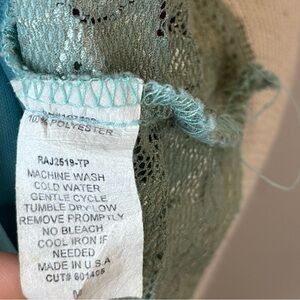 100% POLYESTER
RAJ2519-TP
MACHINE WASH
COLD WATER
GENTLE CYCLE
TUMBLE DRY LOW
REMOVE PROMPTLY
NO BLEACH
COOL IRON IF
NEEDED
MADE IN U.S.A
CUT# 601405
M